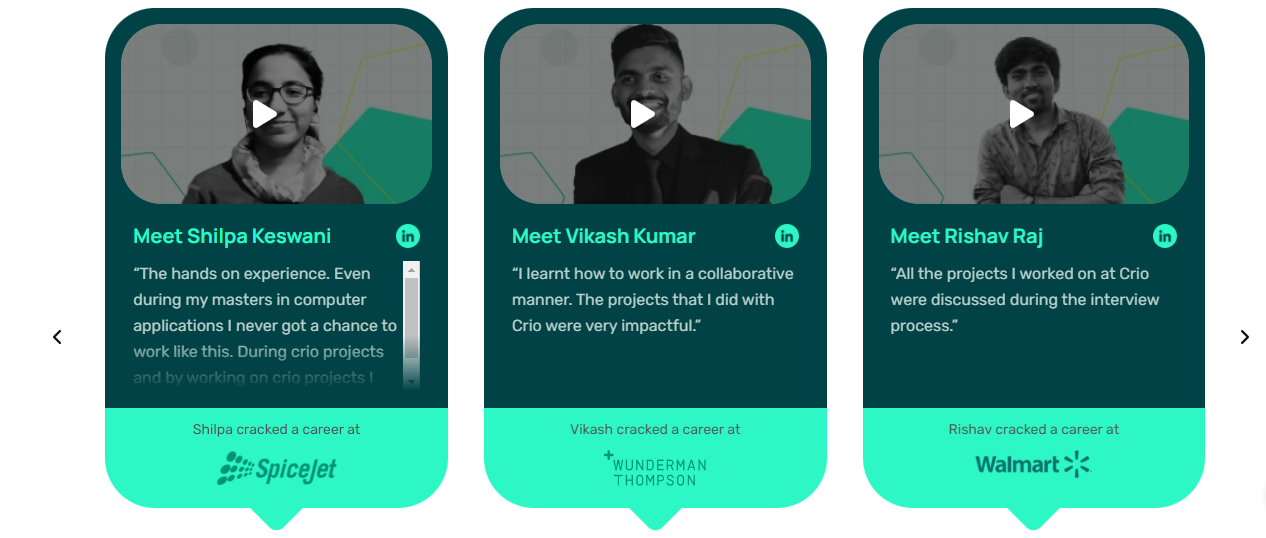 Meet Shilpa Keswani
in
“The hands on experience. Even
during my masters in computer
applications I never got a chance to
work like this. During crio projects
and by working on crio projects I
Shilpa cracked a career at
SpiceJet
Meet Vikash Kumar
in
“I learnt how to work in a collaborative
manner. The projects that I did with
Crio were very impactful.”
Vikash cracked a career at
WUNDERMAN
THOMPSON
Meet Rishav Raj
in
“All the projects I worked on at Crio
were discussed during the interview
process.”
Rishav cracked a career at
Walmart